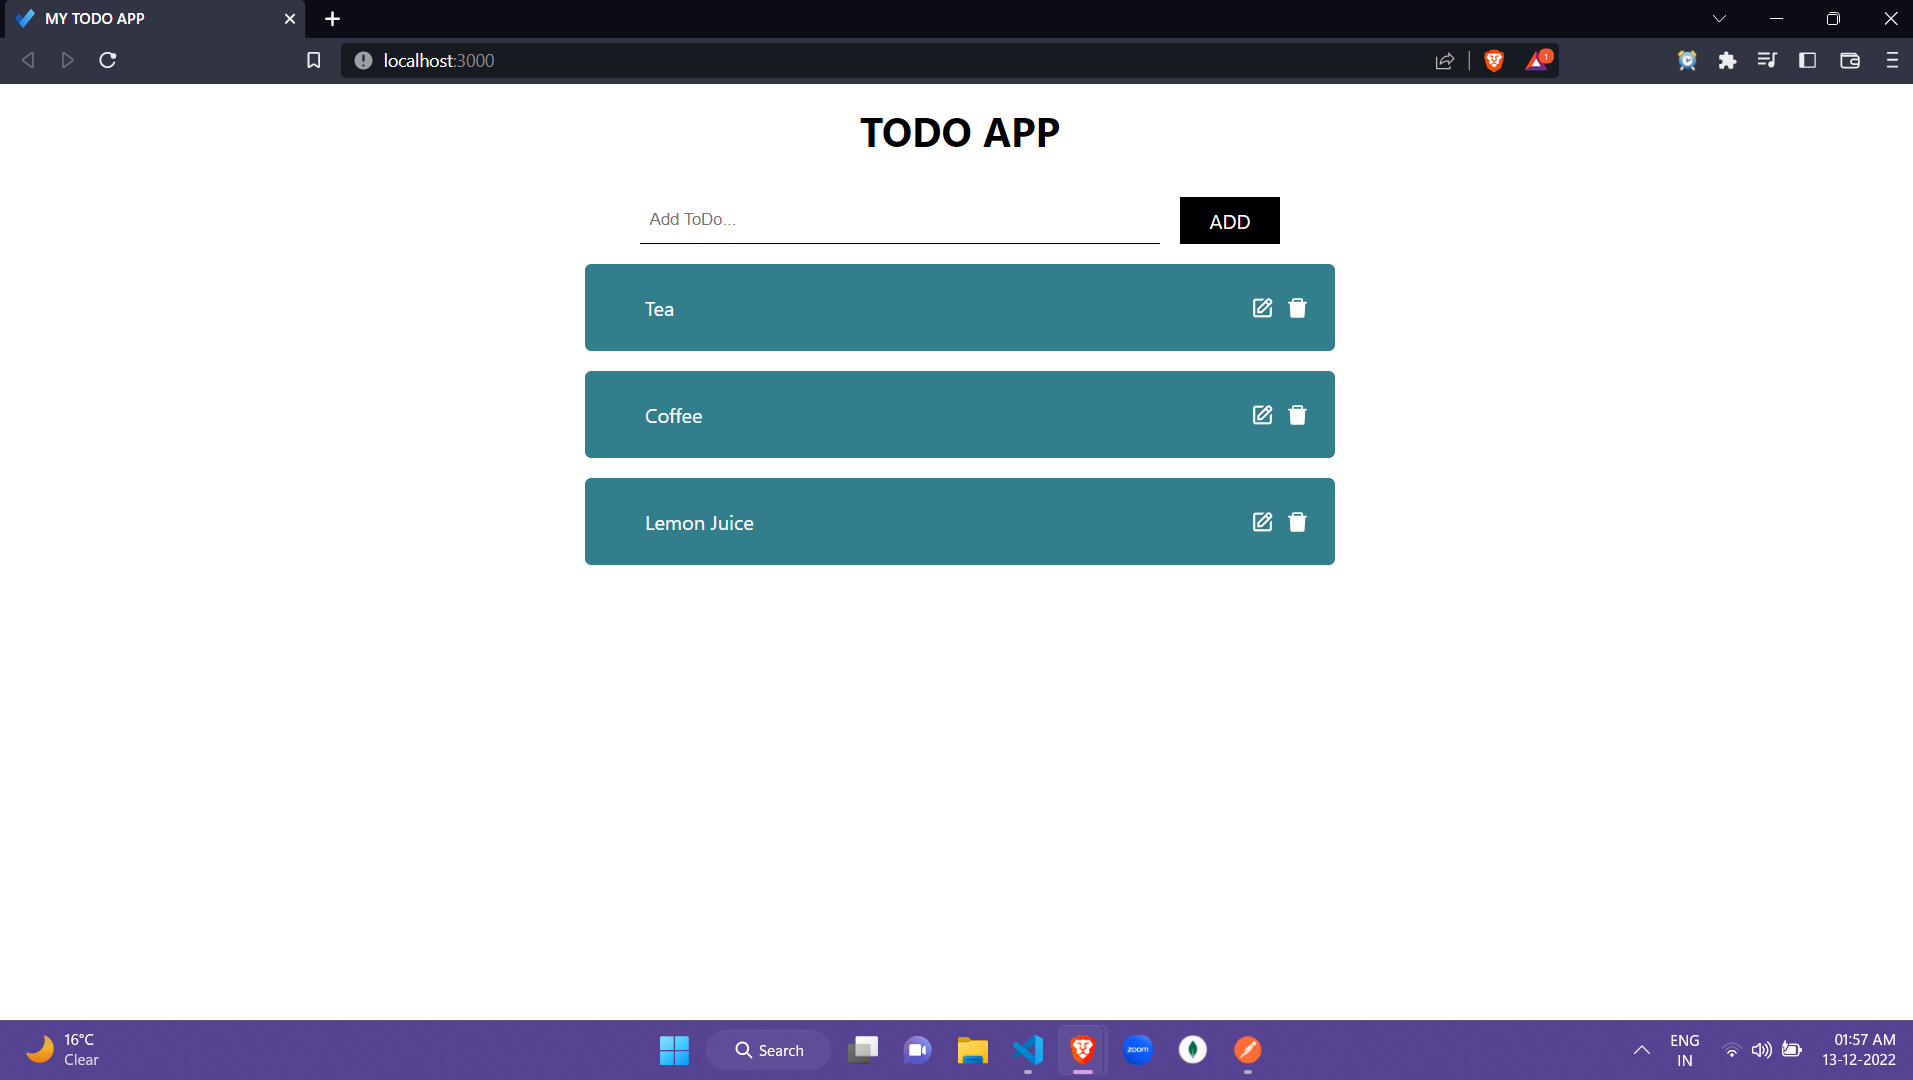 MY TODO APP
localhost:3000
1
TODO APP
Add ToDo...
ADD
Tea
Coffee
Lemon Juice
16°C
Clear
Search
zoom
ENG
IN
01:57 AM
13-12-2022